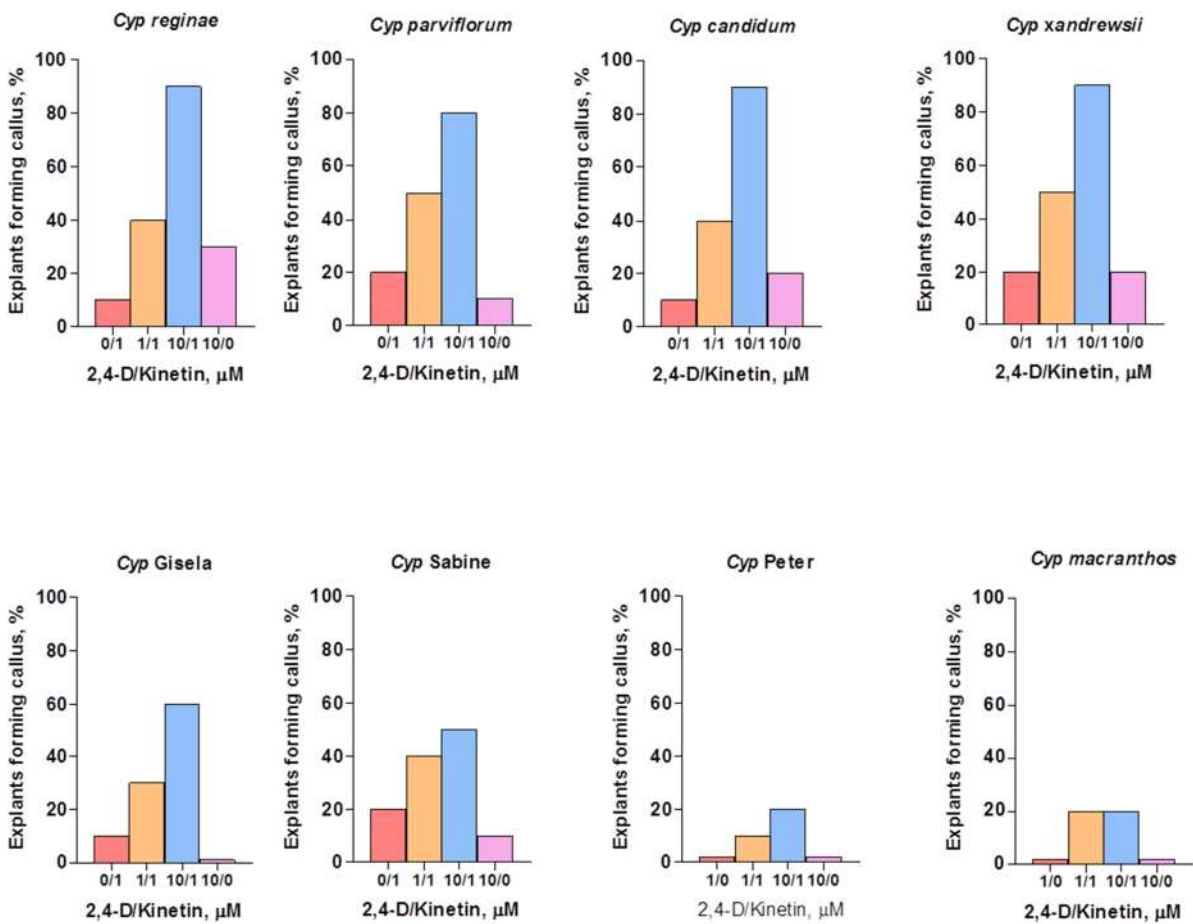 Cyp reginae
Explants forming callus, %
100
80
60
40
20
0
0/1 1/1 10/1 10/0
2,4-D/Kinetin, μM
Cyp parviflorum
Explants forming callus, %
100
80
60
40
20
0
0/1 1/1 10/1 10/0
2,4-D/Kinetin, μM
Cyp candidum
Explants forming callus, %
100
80
60
40
20
0
0/1 1/1 10/1 10/0
2,4-D/Kinetin, μM
Cyp xandrewsii
Explants forming callus, %
100
80
60
40
20
0
0/1 1/1 10/1 10/0
2,4-D/Kinetin, μM
Cyp Gisela
Explants forming callus, %
100
80
60
40
20
0
0/1 1/1 10/1 10/0
2,4-D/Kinetin, μM
Cyp Sabine
Explants forming callus, %
100
80
60
40
20
0
0/1 1/1 10/1 10/0
2,4-D/Kinetin, μM
Cyp Peter
Explants forming callus, %
100
80
60
40
20
0
1/0 1/1 10/1 10/0
2,4-D/Kinetin, μM
Cyp macranthos
Explants forming callus, %
100
80
60
40
20
0
1/0 1/1 10/1 10/0
2,4-D/Kinetin, μM